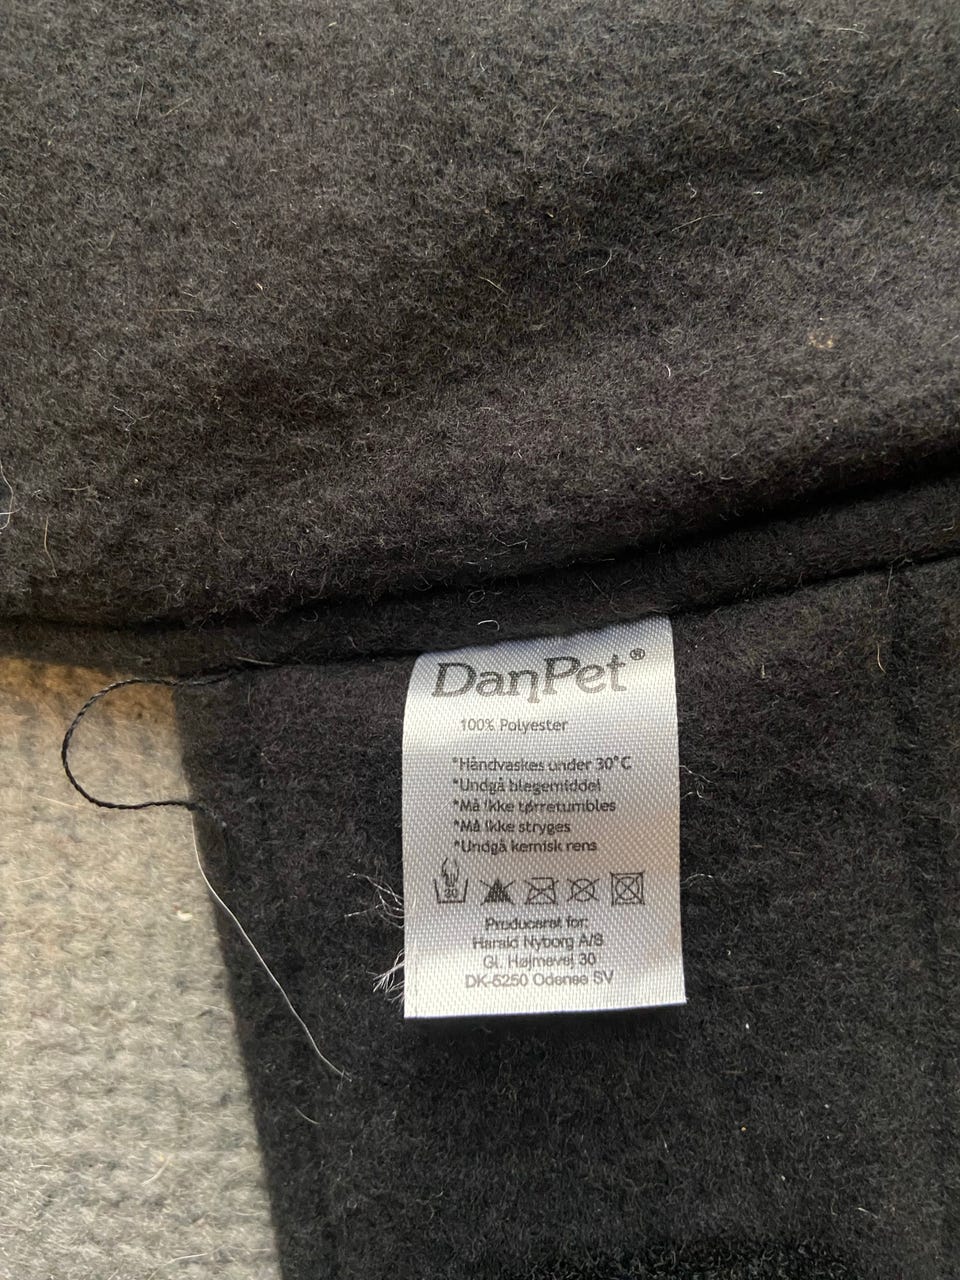 DanPet®
100% Polyester
*Håndvaskes under 30°C
*Undgå blegemiddel
*Må ikke tørretumbles
*Må ikke stryges
*Undgå kemisk rens
30
Produceret for:
Harald Nyborg A/S
Gl. Højmevej 30
DK-5250 Odense SV